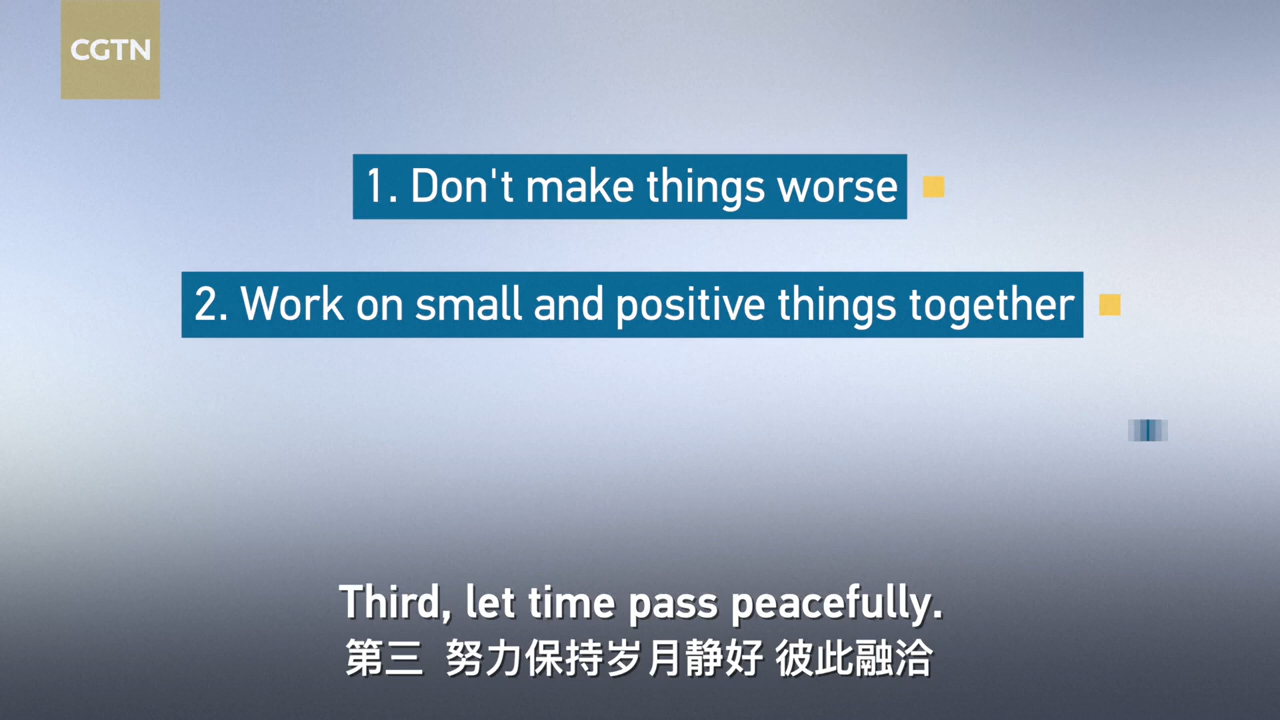 CGTN
1. Don't make things worse
2. Work on small and positive things together
Third, let time pass peacefully.
第三 努力保持岁月静好 彼此融洽